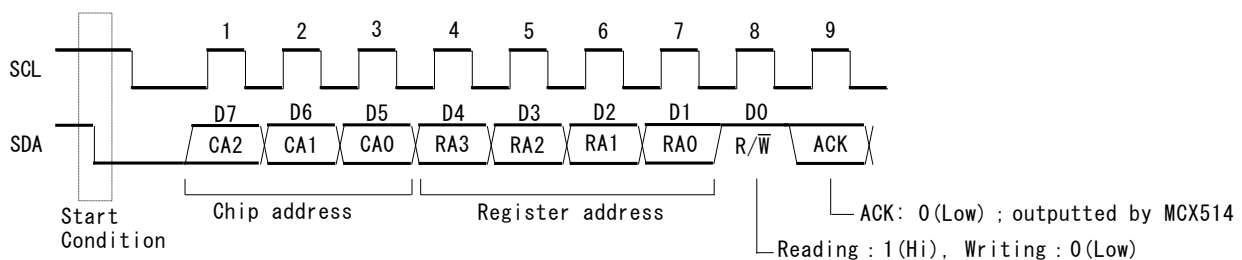 1 2 3 4 5 6 7 8 9
SCL
D7 D6 D5 D4 D3 D2 D1 D0
SDA CA2 CA1 CA0 RA3 RA2 RA1 RA0 R/W̅ ACK
Chip address Register address
Start
Condition
ACK: 0(Low) ; outputted by MCX514
Reading : 1(Hi), Writing : 0(Low)